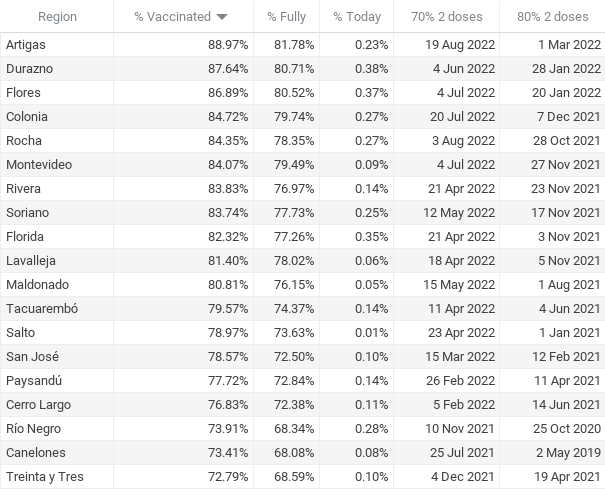 Region % Vaccinated % Fully % Today 70% 2 doses 80% 2 doses
Artigas 88.97% 81.78% 0.23% 19 Aug 2022 1 Mar 2022
Durazno 87.64% 80.71% 0.38% 4 Jun 2022 28 Jan 2022
Flores 86.89% 80.52% 0.37% 4 Jul 2022 20 Jan 2022
Colonia 84.72% 79.74% 0.27% 20 Jul 2022 7 Dec 2021
Rocha 84.35% 78.35% 0.27% 3 Aug 2022 28 Oct 2021
Montevideo 84.07% 79.49% 0.09% 4 Jul 2022 27 Nov 2021
Rivera 83.83% 76.97% 0.14% 21 Apr 2022 23 Nov 2021
Soriano 83.74% 77.73% 0.25% 12 May 2022 17 Nov 2021
Florida 82.32% 77.26% 0.35% 21 Apr 2022 3 Nov 2021
Lavalleja 81.40% 78.02% 0.06% 18 Apr 2022 5 Nov 2021
Maldonado 80.81% 76.15% 0.05% 15 May 2022 1 Aug 2021
Tacuarembó 79.57% 74.37% 0.14% 11 Apr 2022 4 Jun 2021
Salto 78.97% 73.63% 0.01% 23 Apr 2022 1 Jan 2021
San José 78.57% 72.50% 0.10% 15 Mar 2022 12 Feb 2021
Paysandú 77.72% 72.84% 0.14% 26 Feb 2022 11 Apr 2021
Cerro Largo 76.83% 72.38% 0.11% 5 Feb 2022 14 Jun 2021
Río Negro 73.91% 68.34% 0.28% 10 Nov 2021 25 Oct 2020
Canelones 73.41% 68.08% 0.08% 25 Jul 2021 2 May 2019
Treinta y Tres 72.79% 68.59% 0.10% 4 Dec 2021 19 Apr 2021